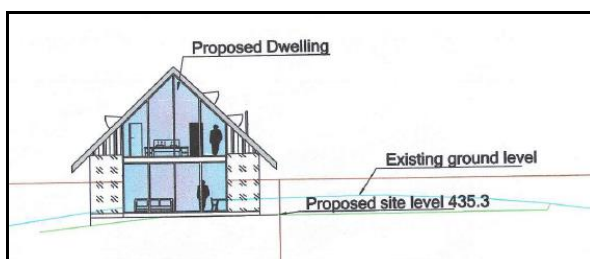 Proposed Dwelling
Existing ground level
Proposed site level 435.3